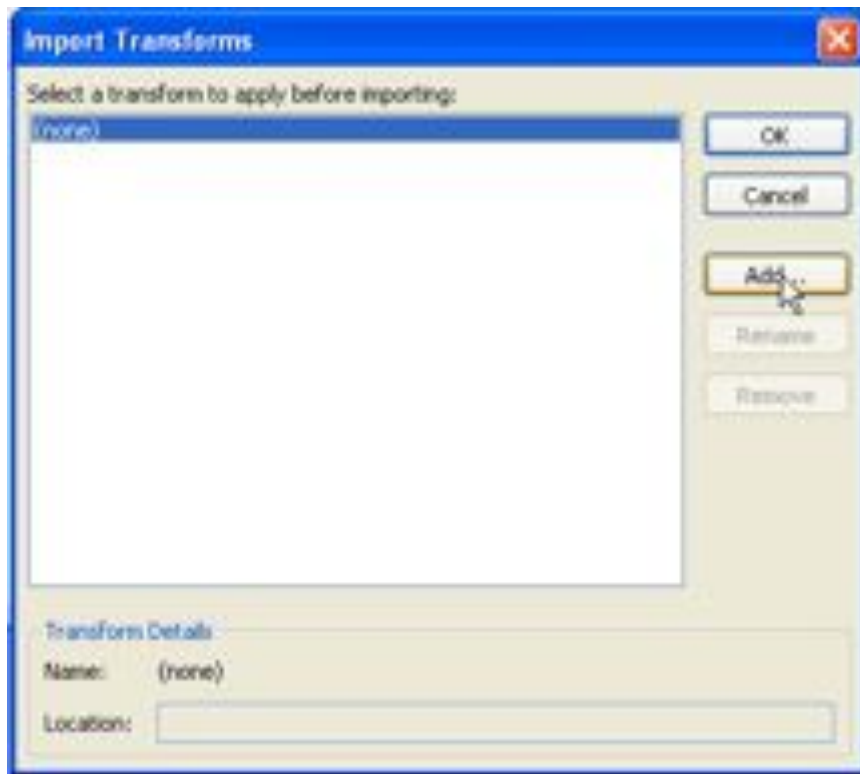 Import Transforms
Select a transform to apply before importing:
(none)
OK
Cancel
Add...
Rename
Remove
Transform Details
Name: (none)
Location: